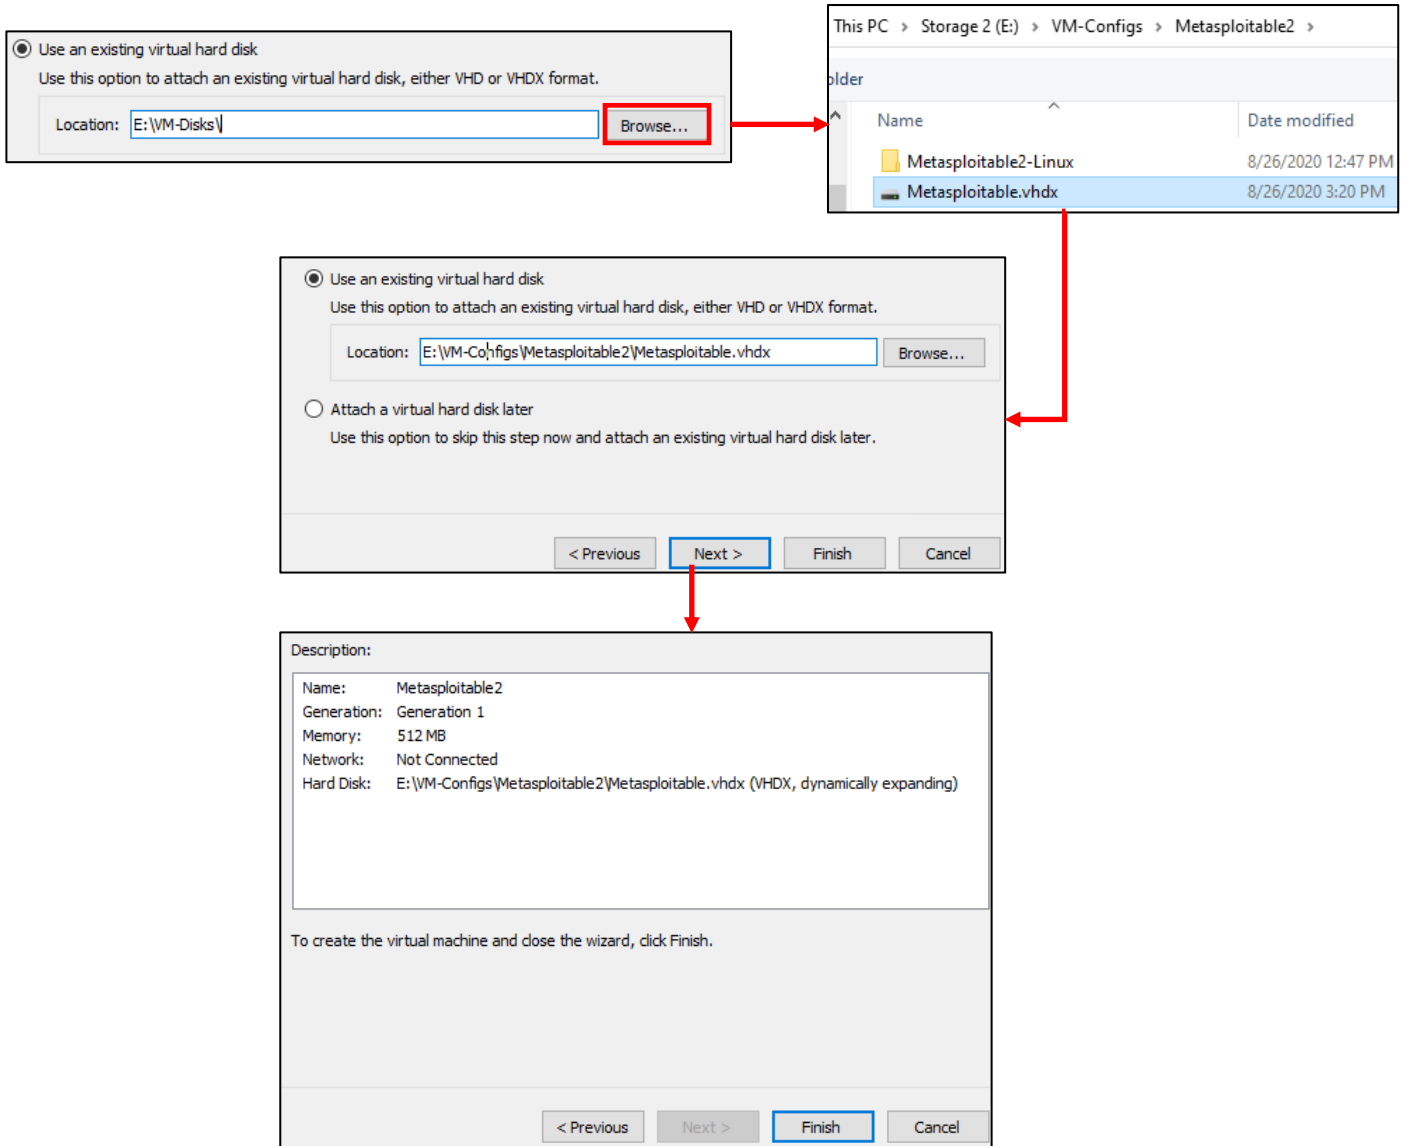 Use an existing virtual hard disk
Use this option to attach an existing virtual hard disk, either VHD or VHDX format.
Location: E:\VM-Disks\ Browse...
This PC > Storage 2 (E:) > VM-Configs > Metasploitable2 >
older
Name Date modified
Metasploitable2-Linux 8/26/2020 12:47 PM
Metasploitable.vhdx 8/26/2020 3:20 PM
Use an existing virtual hard disk
Use this option to attach an existing virtual hard disk, either VHD or VHDX format.
Location: E:\VM-Configs\Metasploitable2\Metasploitable.vhdx Browse...
Attach a virtual hard disk later
Use this option to skip this step now and attach an existing virtual hard disk later.
< Previous Next > Finish Cancel
Description:
Name: Metasploitable2
Generation: Generation 1
Memory: 512 MB
Network: Not Connected
Hard Disk: E:\VM-Configs\Metasploitable2\Metasploitable.vhdx (VHDX, dynamically expanding)
To create the virtual machine and close the wizard, click Finish.
< Previous Next > Finish Cancel